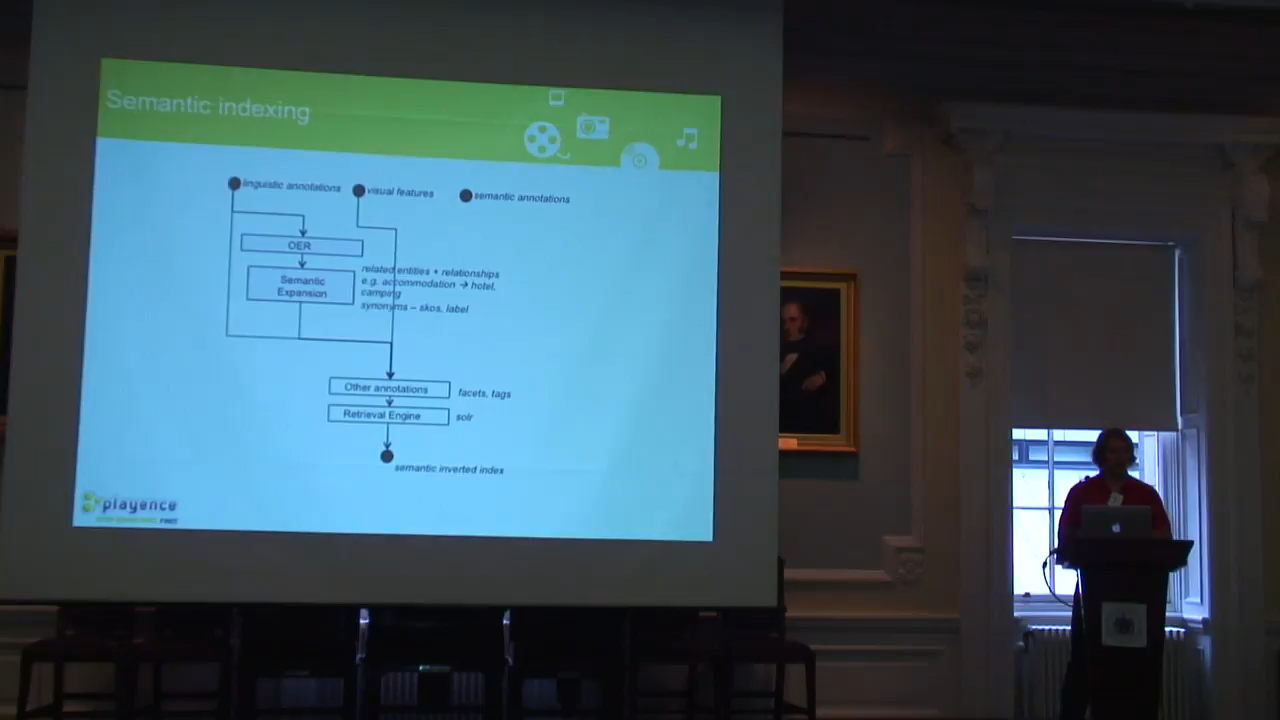 Semantic indexing
linguistic annotations
visual features
semantic annotations
OER
Semantic
Expansion
related entities + relationships
e.g. accommodation → hotel,
camping
synonyms – skos, label
Other annotations
facets, tags
Retrieval Engine
solr
semantic inverted index
playence